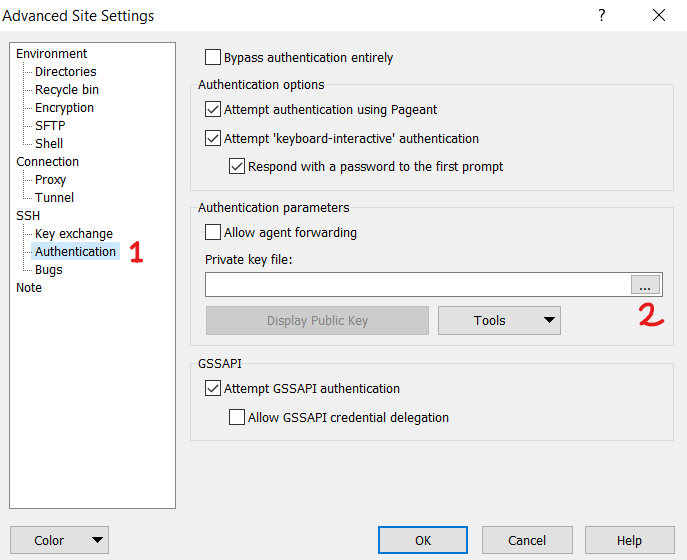 Advanced Site Settings ? ×
Environment
Directories
Recycle bin
Encryption
SFTP
Shell
Connection
Proxy
Tunnel
SSH
Key exchange
Authentication 1
Bugs
Note
Bypass authentication entirely
Authentication options
Attempt authentication using Pageant
Attempt 'keyboard-interactive' authentication
Respond with a password to the first prompt
Authentication parameters
Allow agent forwarding
Private key file:
...
2
Display Public Key Tools
GSSAPI
Attempt GSSAPI authentication
Allow GSSAPI credential delegation
Color OK Cancel Help